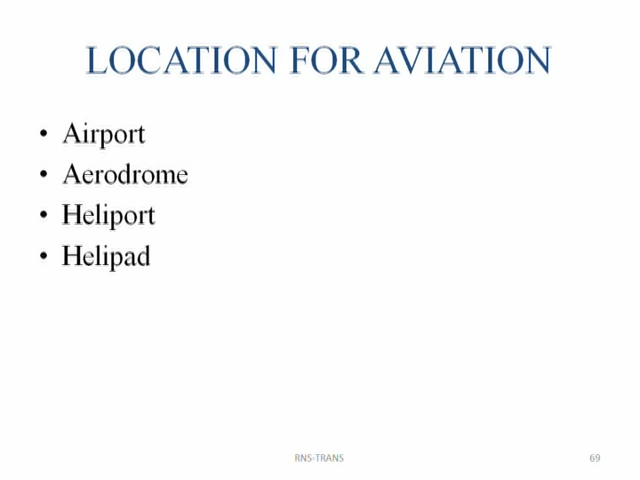 LOCATION FOR AVIATION
• Airport
• Aerodrome
• Heliport
• Helipad
RNS-TRANS
69